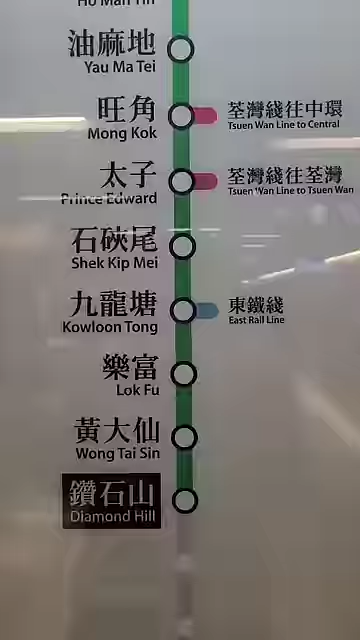 Ho Man Tin
油麻地
Yau Ma Tei
旺角
Mong Kok
荃灣綫往中環
Tsuen Wan Line to Central
太子
Prince Edward
荃灣綫往荃灣
Tsuen Wan Line to Tsuen Wan
石硤尾
Shek Kip Mei
九龍塘
Kowloon Tong
東鐵綫
East Rail Line
樂富
Lok Fu
黃大仙
Wong Tai Sin
鑽石山
Diamond Hill